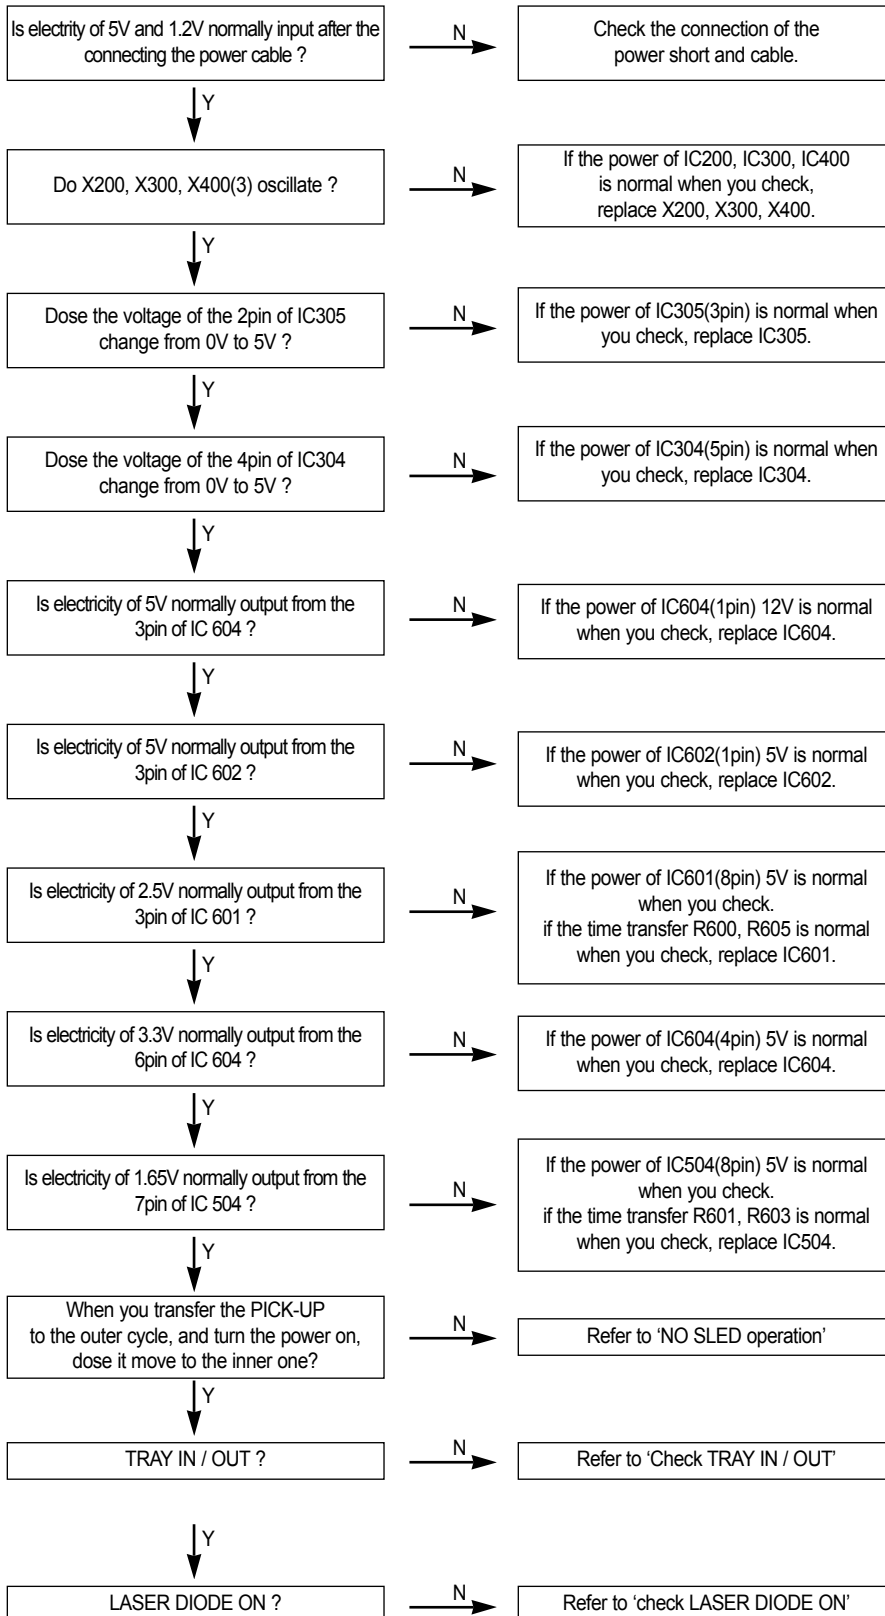 Is electrity of 5V and 1.2V normally input after the
connecting the power cable ?
N
Check the connection of the
power short and cable.
Y
Do X200, X300, X400(3) oscillate ?
N
If the power of IC200, IC300, IC400
is normal when you check,
replace X200, X300, X400.
Y
Dose the voltage of the 2pin of IC305
change from 0V to 5V ?
N
If the power of IC305(3pin) is normal when
you check, replace IC305.
Y
Dose the voltage of the 4pin of IC304
change from 0V to 5V ?
N
If the power of IC304(5pin) is normal when
you check, replace IC304.
Y
Is electricity of 5V normally output from the
3pin of IC 604 ?
N
If the power of IC604(1pin) 12V is normal
when you check, replace IC604.
Y
Is electricity of 5V normally output from the
3pin of IC 602 ?
N
If the power of IC602(1pin) 5V is normal
when you check, replace IC602.
Y
Is electricity of 2.5V normally output from the
3pin of IC 601 ?
N
If the power of IC601(8pin) 5V is normal
when you check.
if the time transfer R600, R605 is normal
when you check, replace IC601.
Y
Is electricity of 3.3V normally output from the
6pin of IC 604 ?
N
If the power of IC604(4pin) 5V is normal
when you check, replace IC604.
Y
Is electricity of 1.65V normally output from the
7pin of IC 504 ?
N
If the power of IC504(8pin) 5V is normal
when you check.
if the time transfer R601, R603 is normal
when you check, replace IC504.
Y
When you transfer the PICK-UP
to the outer cycle, and turn the power on,
dose it move to the inner one?
N
Refer to ‘NO SLED operation’
Y
TRAY IN / OUT ?
N
Refer to ‘Check TRAY IN / OUT’
Y
LASER DIODE ON ?
N
Refer to ‘check LASER DIODE ON’